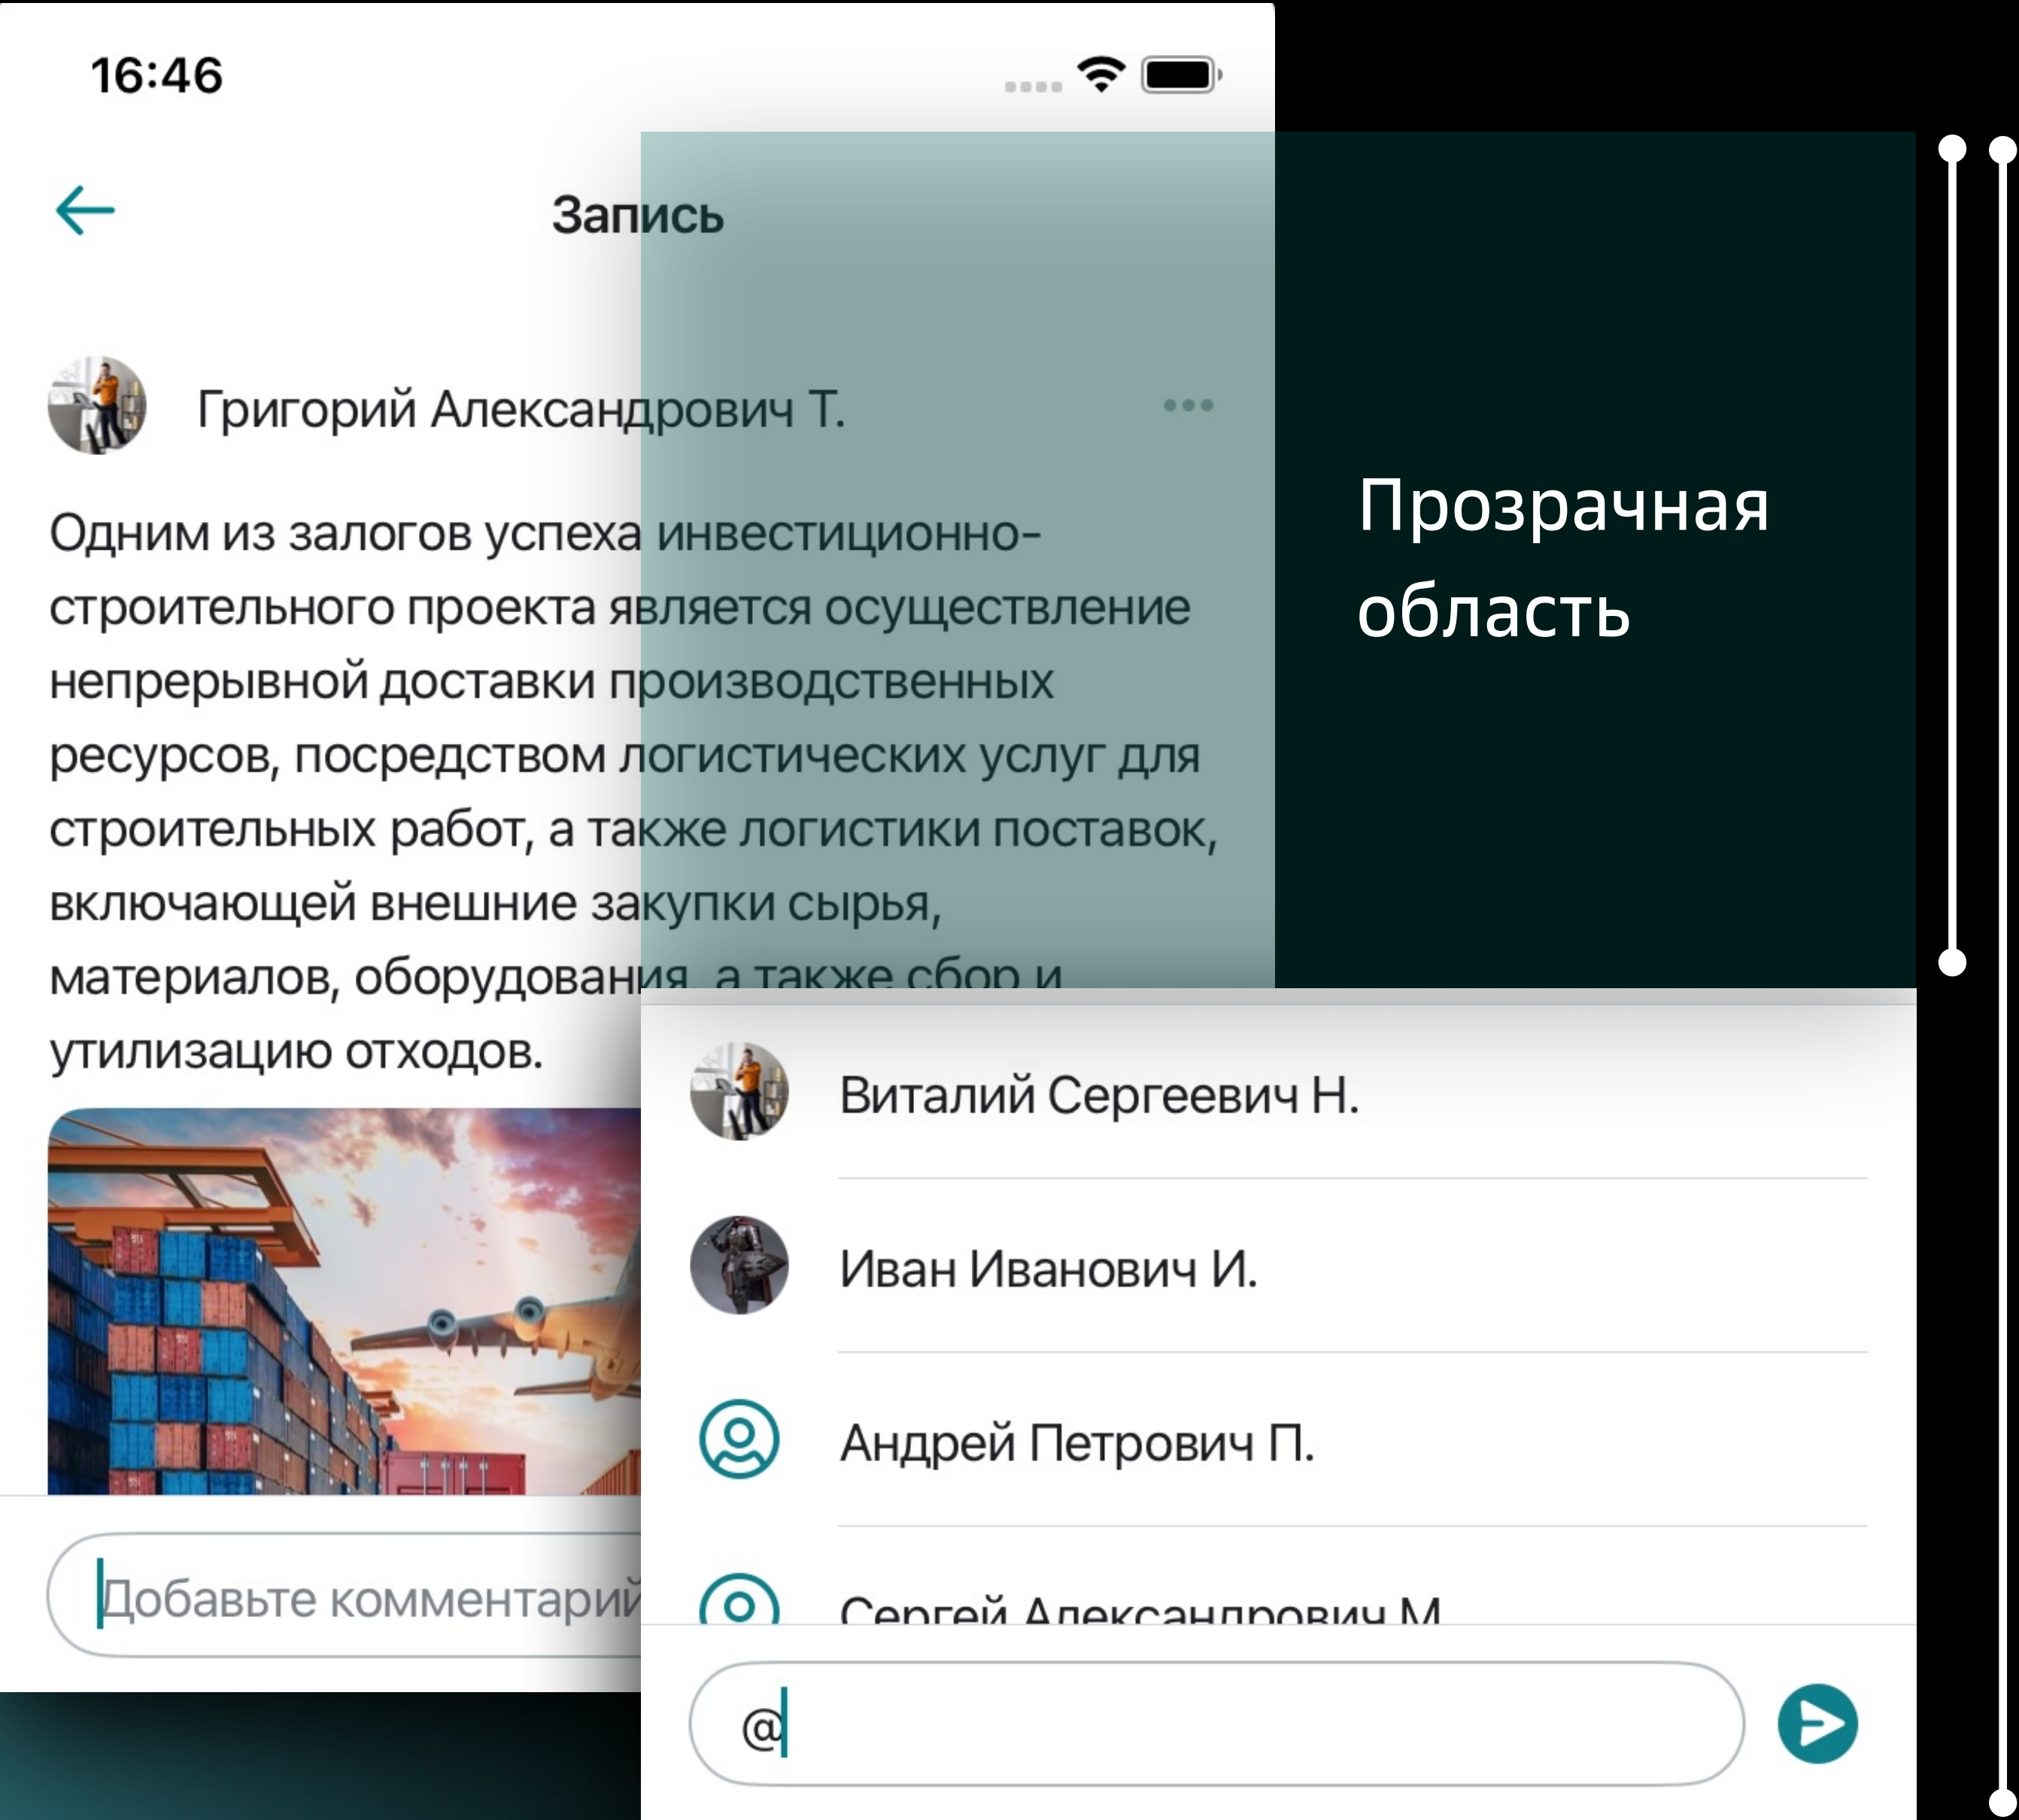 16:46
Запись
Григорий Александрович Т.
Одним из залогов успеха инвестиционно-
строительного проекта является осуществление
непрерывной доставки производственных
ресурсов, посредством логистических услуг для
строительных работ, а также логистики поставок,
включающей внешние закупки сырья,
материалов, оборудования, а также сбор и
утилизацию отходов.
Добавьте комментарий
Прозрачная
область
Виталий Сергеевич Н.
Иван Иванович И.
Андрей Петрович П.
Сергей Александрович М
@